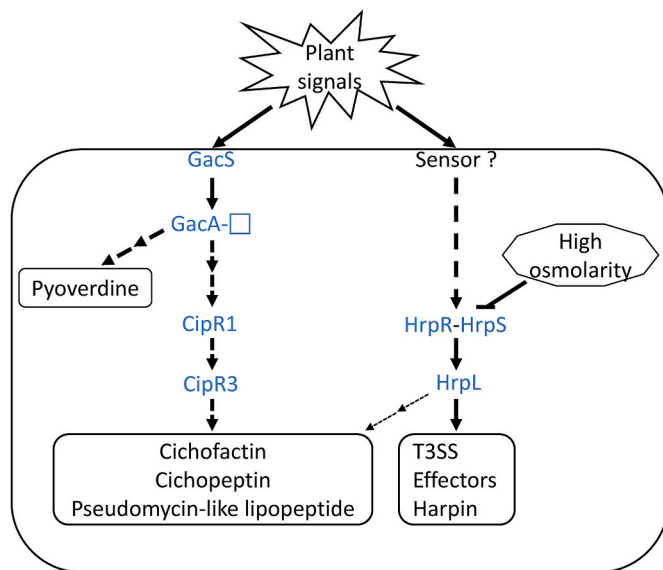 Plant
signals
GacS
Sensor ?
GacA-□
High
osmolarity
Pyoverdine
CipR1
HrpR-HrpS
CipR3
HrpL
Cichofactin
Cichopeptin
Pseudomycin-like lipopeptide
T3SS
Effectors
Harpin